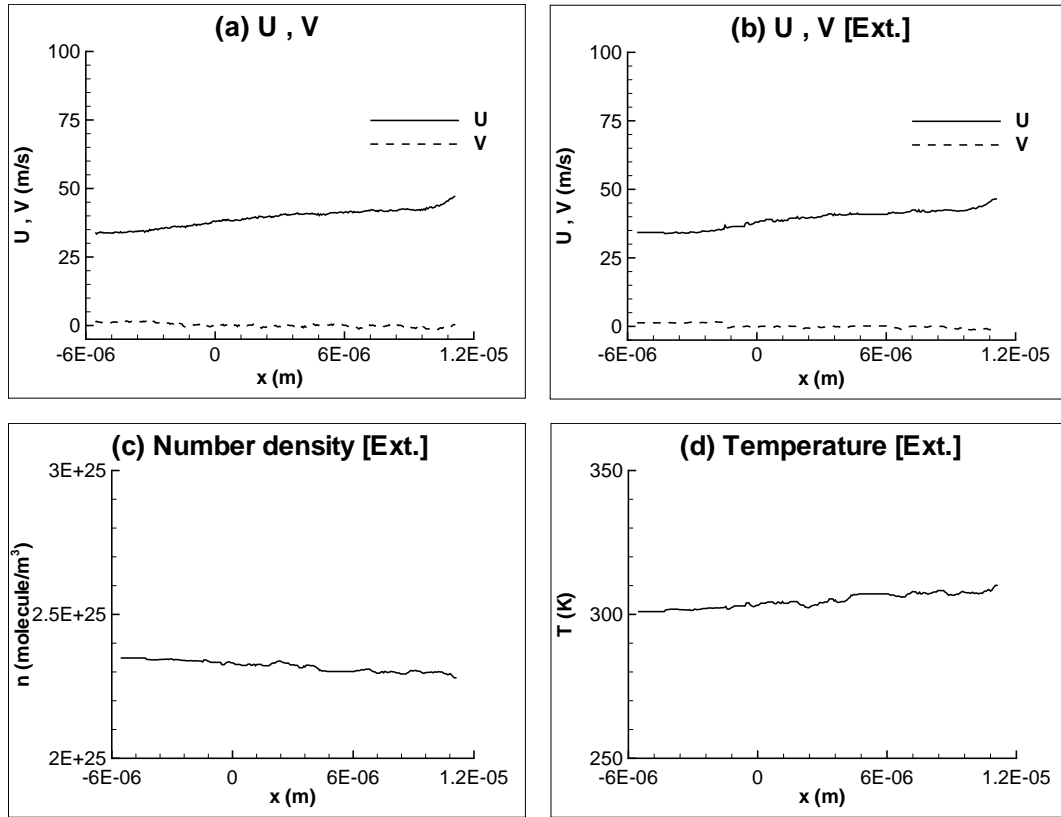 (a) U , V
100
75
50
25
0
U , V (m/s)
U
V
-6E-06
0
6E-06
1.2E-05
x (m)
(b) U , V [Ext.]
100
75
50
25
0
U , V (m/s)
U
V
-6E-06
0
6E-06
1.2E-05
x (m)
(c) Number density [Ext.]
3E+25
2.5E+25
2E+25
n (molecule/m³)
-6E-06
0
6E-06
1.2E-05
x (m)
(d) Temperature [Ext.]
350
300
250
T (K)
-6E-06
0
6E-06
1.2E-05
x (m)